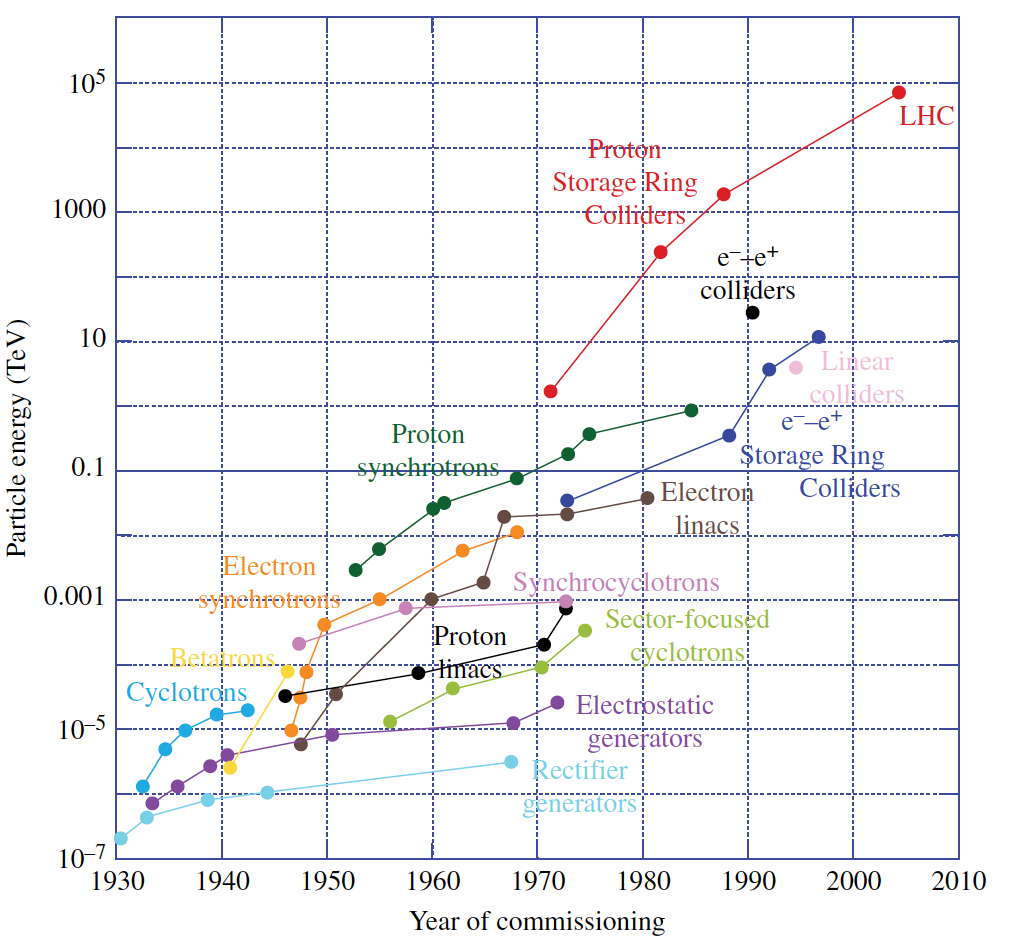 10⁵
LHC
Proton
Storage Ring
Colliders
1000
e⁻–e⁺
colliders
10
Linear
colliders
e⁻–e⁺
Storage Ring
Colliders
Proton
synchrotrons
0.1
Electron
linacs
Electron
synchrotrons
0.001
Synchrocyclotrons
Sector-focused
cyclotrons
Proton
linacs
Betatrons
Cyclotrons
Electrostatic
generators
10⁻⁵
Rectifier
generators
10⁻⁷
1930 1940 1950 1960 1970 1980 1990 2000 2010
Year of commissioning
Particle energy (TeV)